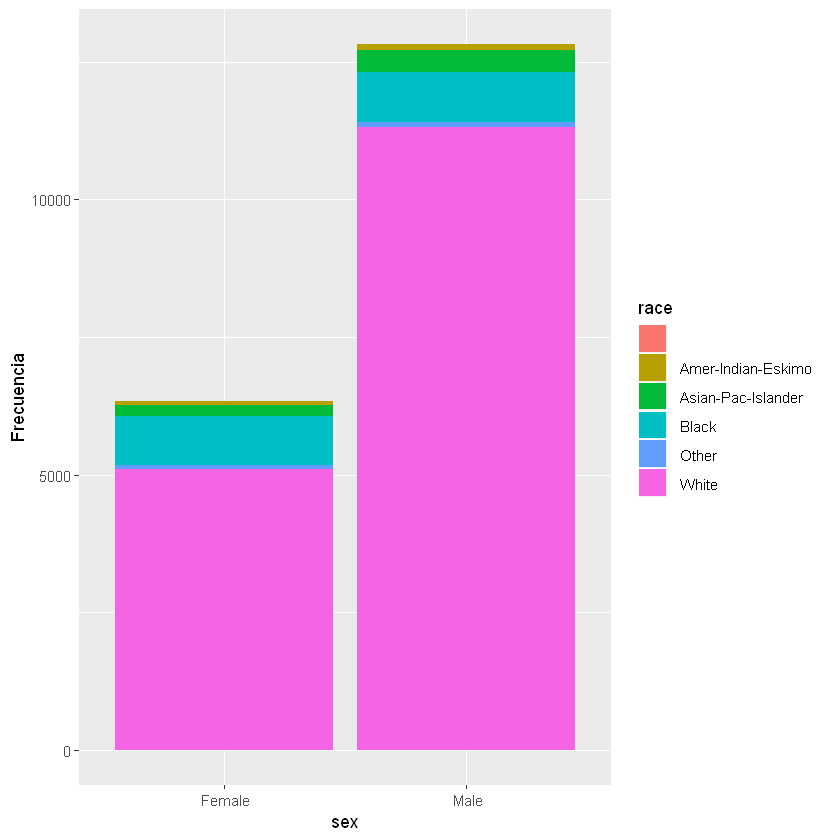 Frecuencia
10000
5000
0
Female
Male
sex
race
Amer-Indian-Eskimo
Asian-Pac-Islander
Black
Other
White